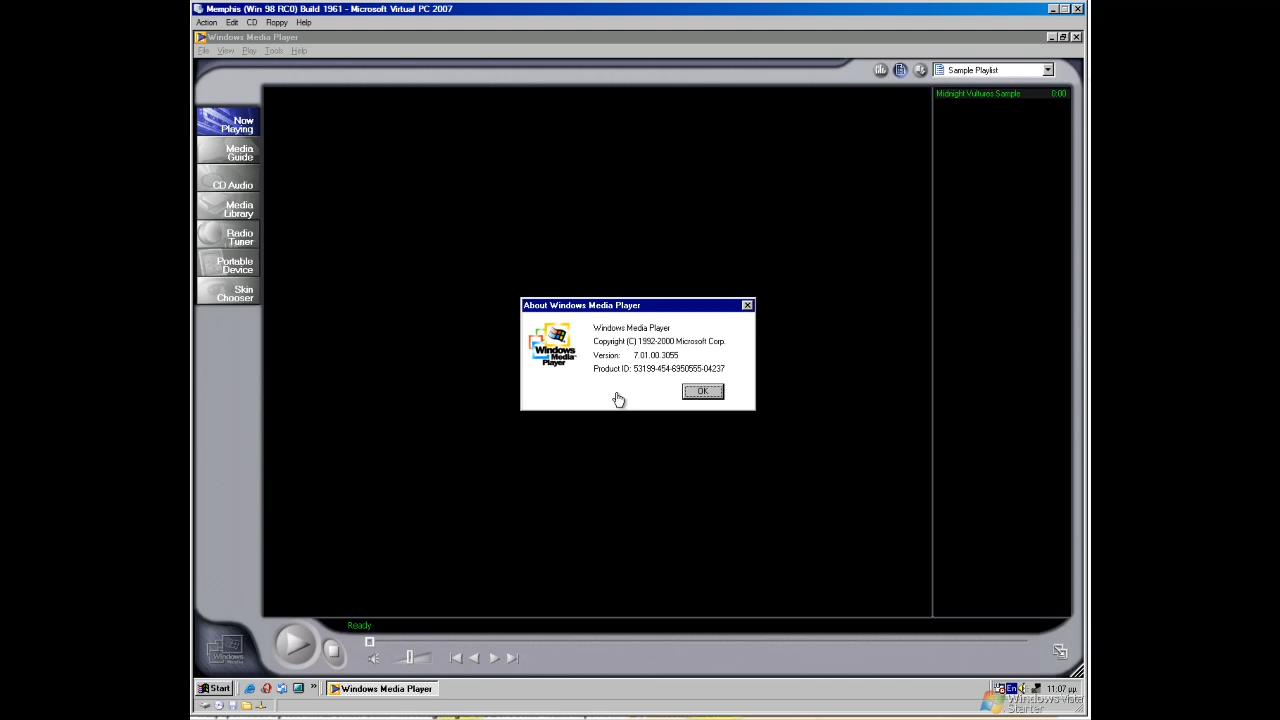 Memphis (Win 98 RC0) Build 1961 - Microsoft Virtual PC 2007
Action Edit CD Floppy Help
Windows Media Player
File View Play Tools Help
Sample Playlist
Midnight Vultures Sample 0:00
Now
Playing
Media
Guide
CD Audio
Media
Library
Radio
Tuner
Portable
Device
Skin
Chooser
About Windows Media Player
Windows
Media
Player
Windows Media Player
Copyright (C) 1992-2000 Microsoft Corp.
Version: 7.01.00.3055
Product ID: 53199-454-6950555-04237
OK
Ready
Windows
Media
Start
Windows Media Player
En
11:07 μμ
Windows Vista
Starter